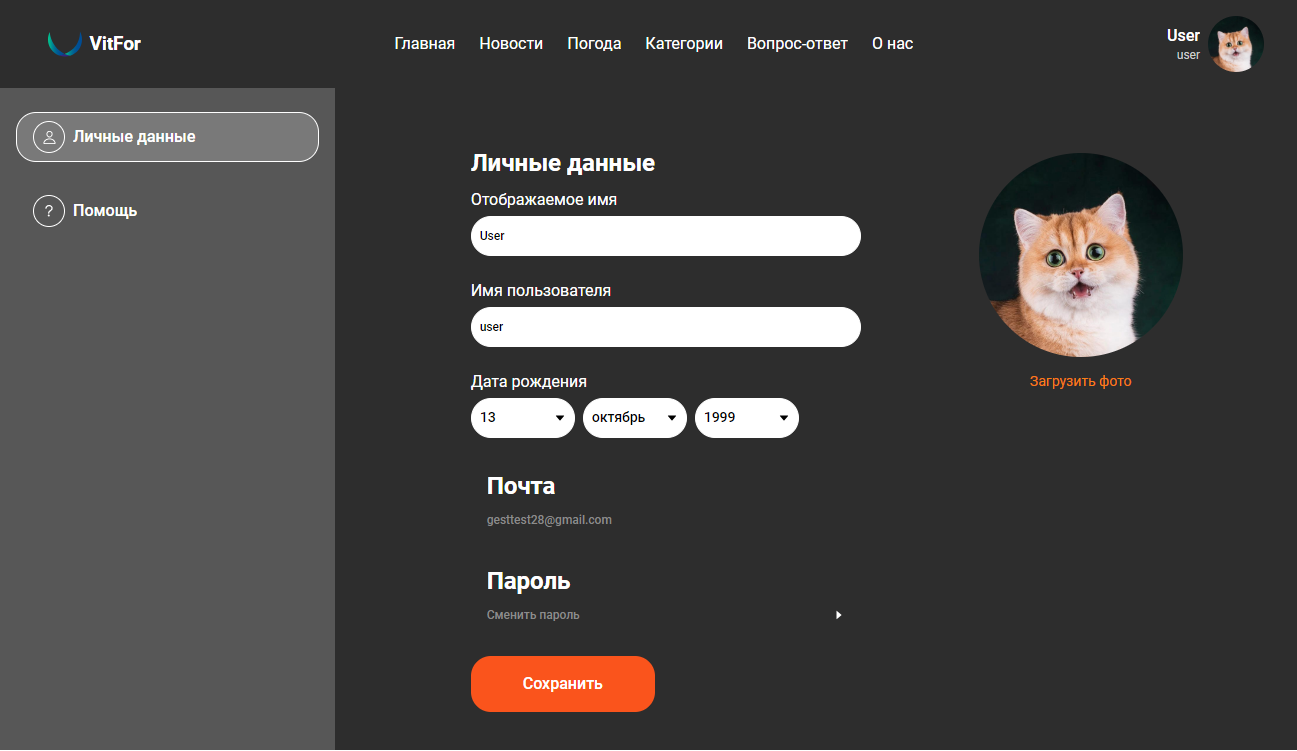 VitFor
Главная Новости Погода Категории Вопрос-ответ О нас
User
user
Личные данные
? Помощь
Личные данные
Отображаемое имя
User
Имя пользователя
user
Дата рождения
13 октябрь 1999
Почта
gesttest28@gmail.com
Пароль
Сменить пароль
Сохранить
Загрузить фото